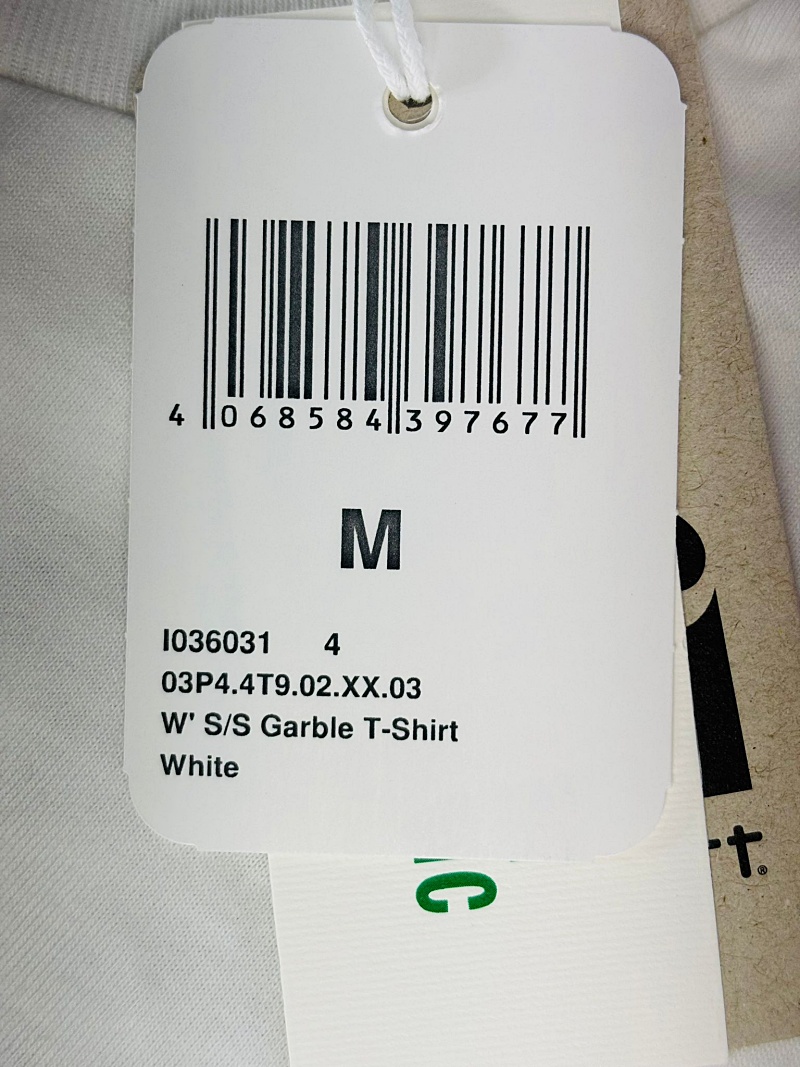 4 068584 397677
M
I036031 4
03P4.4T9.02.XX.03
W' S/S Garble T-Shirt
White